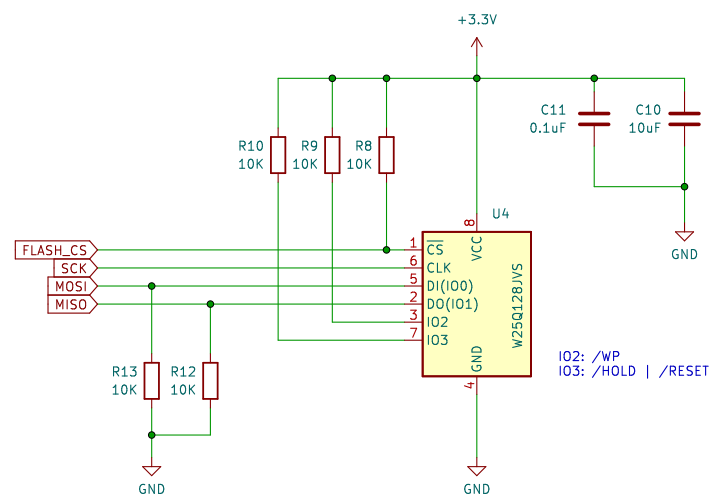 +3.3V
C11
0.1uF
C10
10uF
R10
10K
R9
10K
R8
10K
GND
U4
8
VCC
FLASH_CS
1
CS
SCK
6
CLK
MOSI
5
DI(IO0)
MISO
2
DO(IO1)
3
IO2
7
IO3
W25Q128JVS
GND
4
IO2: /WP
IO3: /HOLD | /RESET
R13
10K
R12
10K
GND
GND